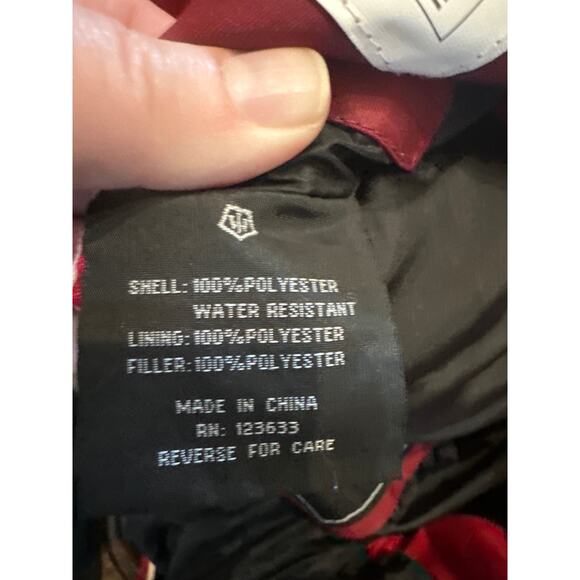 SHELL: 100%POLYESTER
WATER RESISTANT
LINING: 100%POLYESTER
FILLER: 100%POLYESTER
MADE IN CHINA
RN: 123633
REVERSE FOR CARE